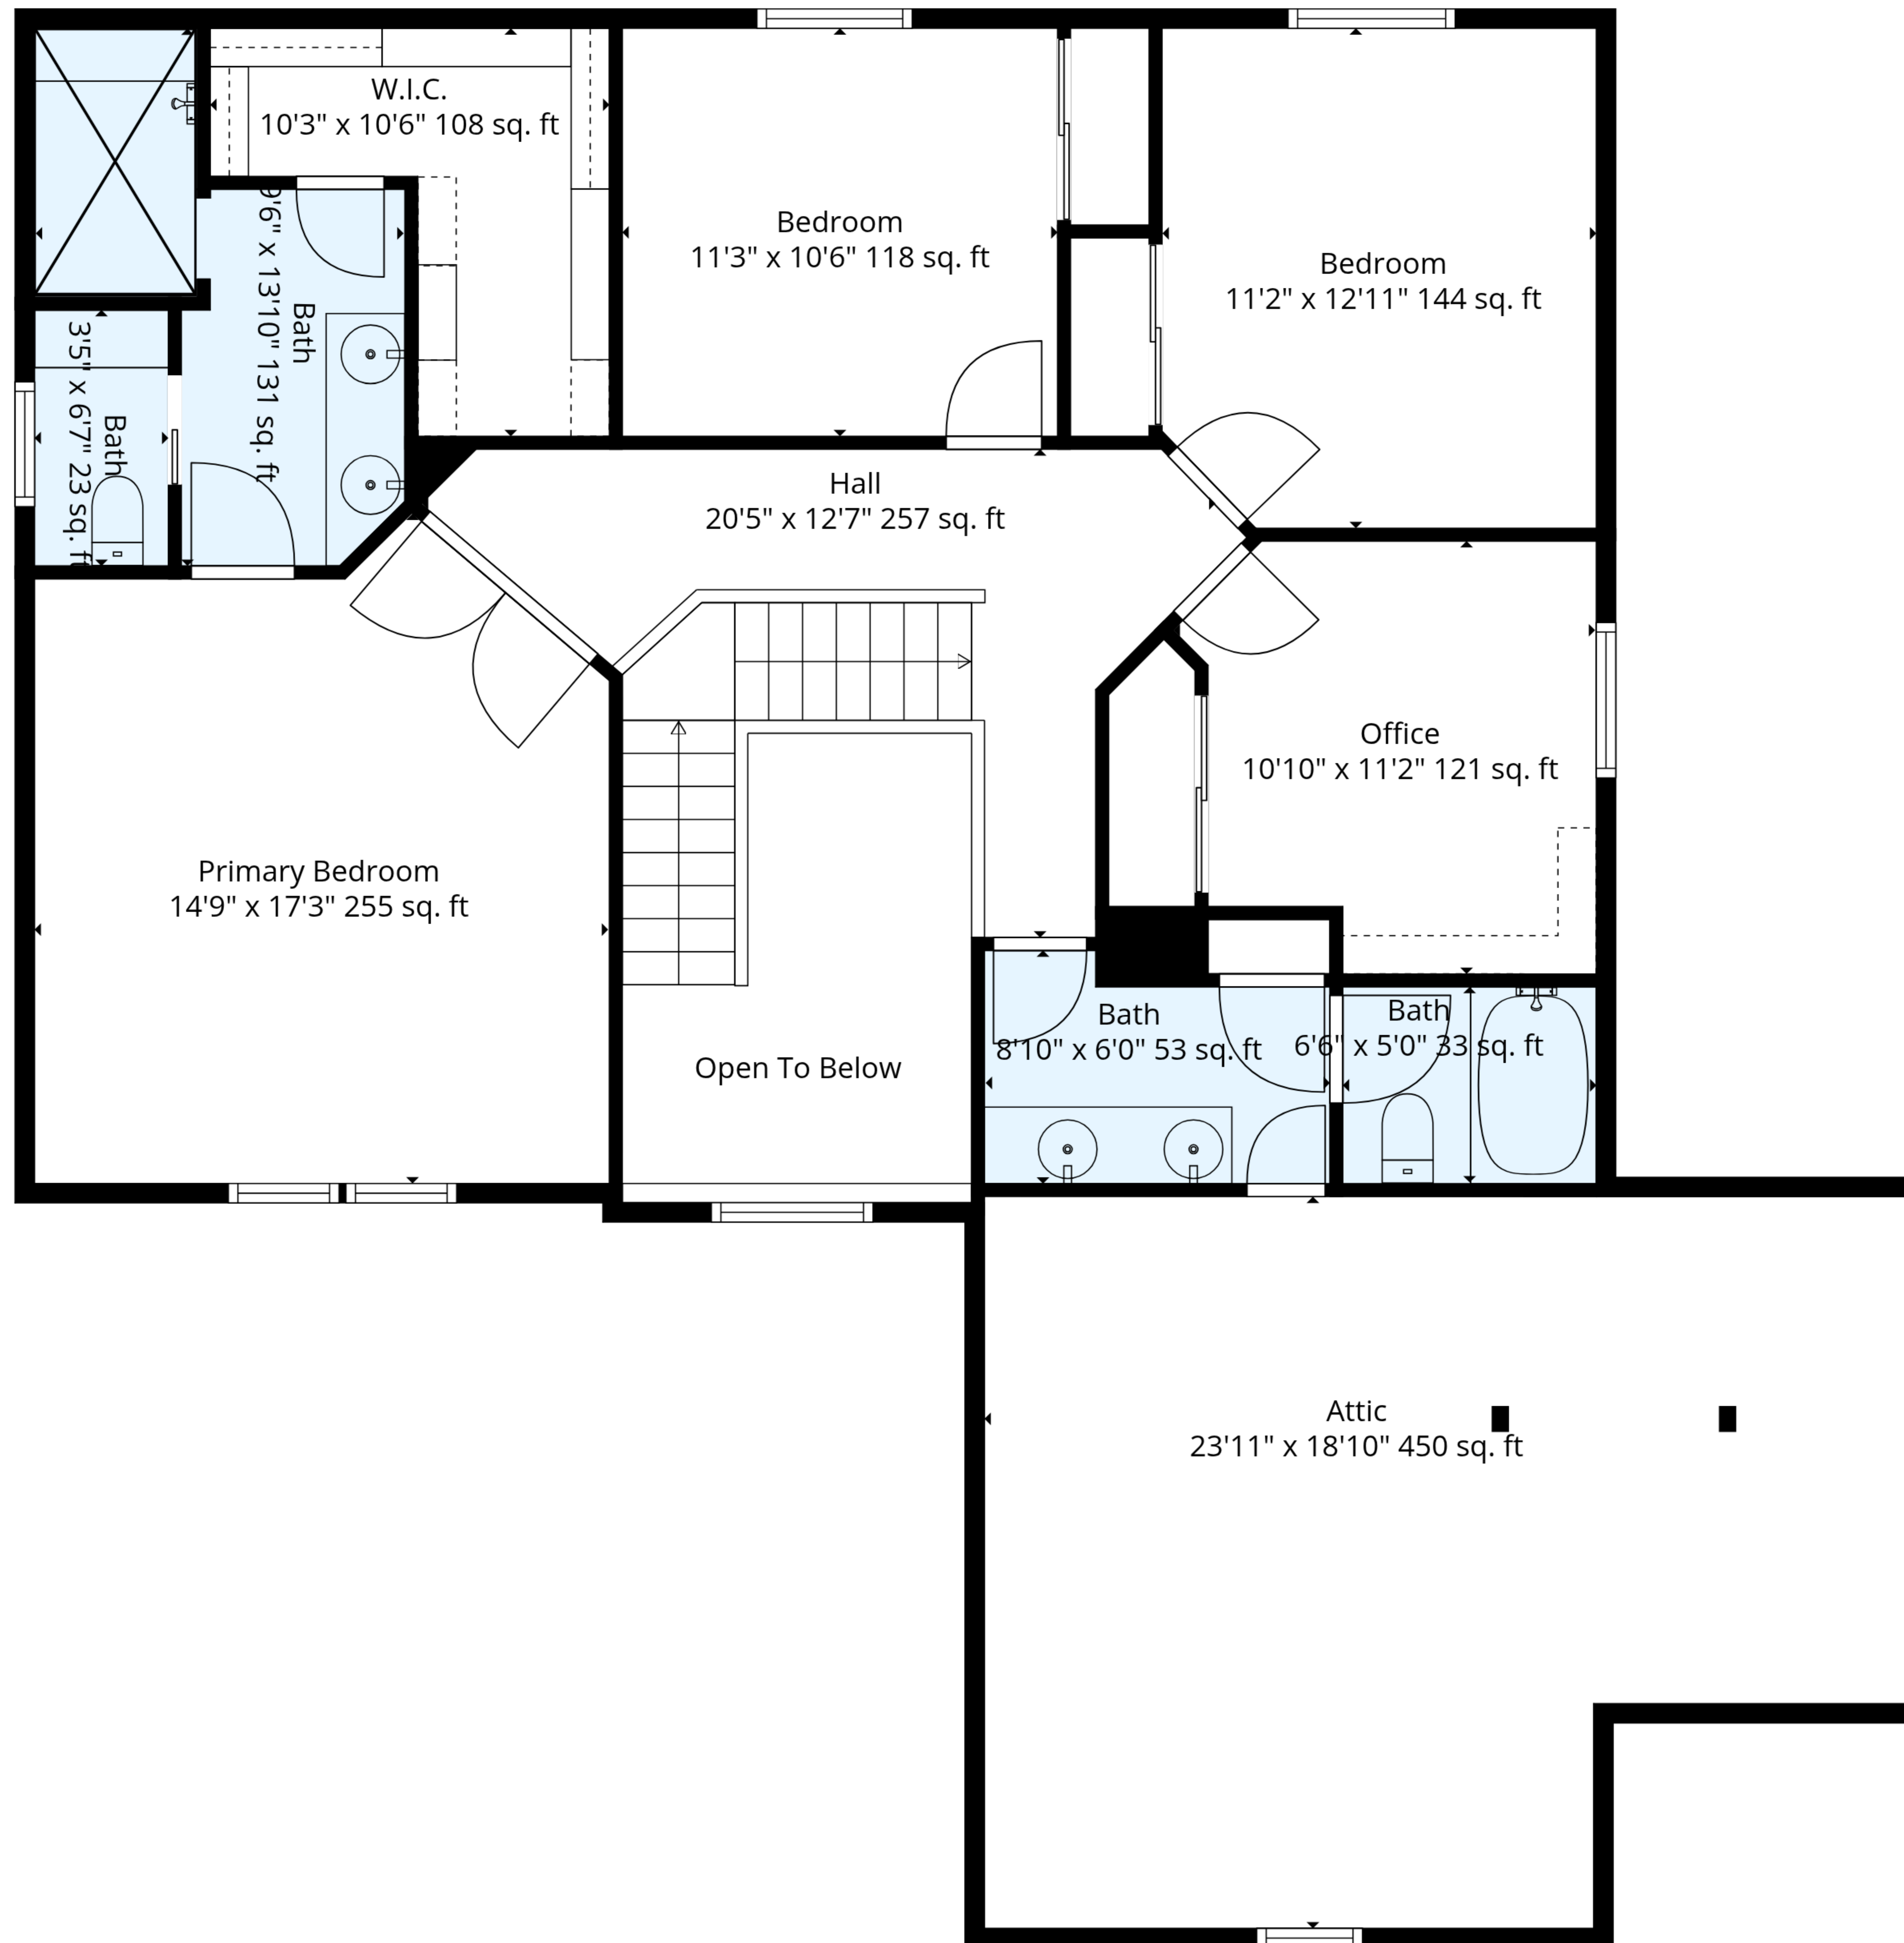 W.I.C.
10'3" x 10'6" 108 sq. ft
Bedroom
11'3" x 10'6" 118 sq. ft
Bedroom
11'2" x 12'11" 144 sq. ft
Bath
9'6" x 13'10" 131 sq. ft
Bath
3'5" x 6'7" 23 sq. ft
Hall
20'5" x 12'7" 257 sq. ft
Office
10'10" x 11'2" 121 sq. ft
Primary Bedroom
14'9" x 17'3" 255 sq. ft
Open To Below
Bath
8'10" x 6'0" 53 sq. ft
Bath
6'6" x 5'0" 33 sq. ft
Attic
23'11" x 18'10" 450 sq. ft